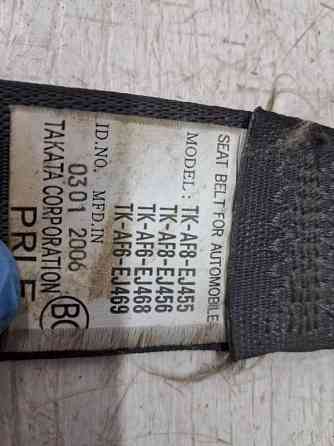 SEAT BELT FOR AUTOMOBILE
MODEL : TK-AF8-EJ455
TK-AF8-EJ456
TK-AF6-EJ468
TK-AF6-EJ469
ID.NO. MFD.IN
0301 2006
TAKATA CORPORATION